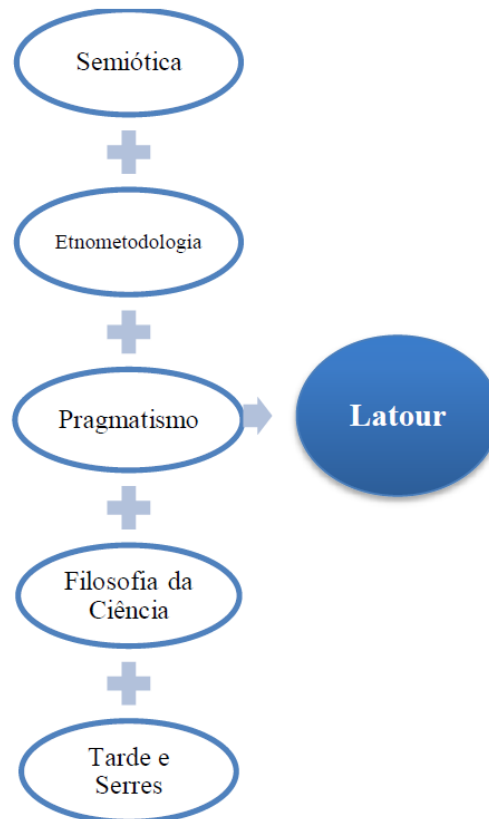 Semiótica
Etnometodologia
Pragmatismo
Latour
Filosofia da
Ciência
Tarde e
Serres